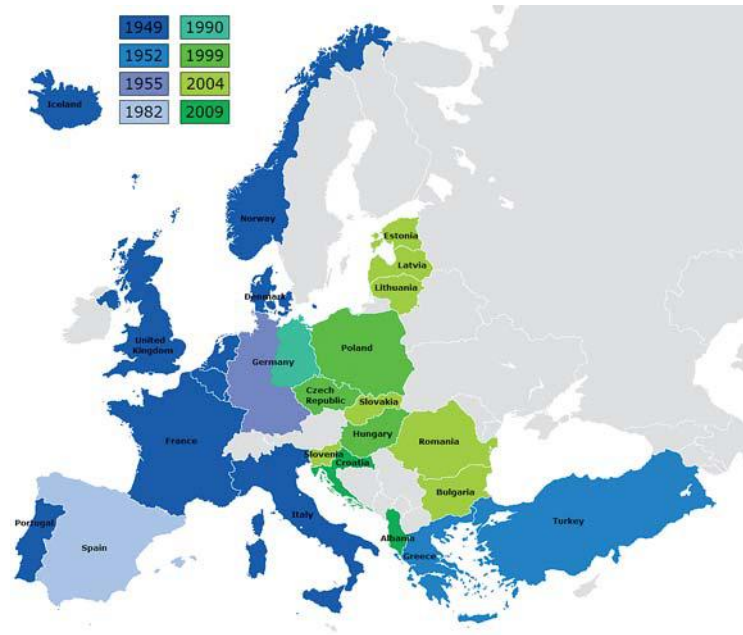 1949 1990
1952 1999
1955 2004
1982 2009
Iceland
Norway
Estonia
Latvia
Lithuania
Denmark
United
Kingdom
Germany
Poland
Czech
Republic
Slovakia
France
Hungary
Slovenia
Romania
Croatia
Bulgaria
Italy
Portugal
Turkey
Albania
Spain
Greece